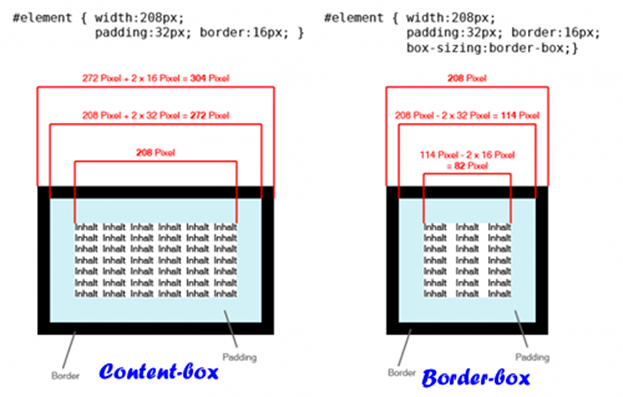 #element { width:208px;
padding:32px; border:16px; }
272 Pixel + 2 x 16 Pixel = 304 Pixel
208 Pixel + 2 x 32 Pixel = 272 Pixel
208 Pixel
Inhalt Inhalt Inhalt Inhalt Inhalt Inhalt
Inhalt Inhalt Inhalt Inhalt Inhalt Inhalt
Inhalt Inhalt Inhalt Inhalt Inhalt Inhalt
Inhalt Inhalt Inhalt Inhalt Inhalt Inhalt
Inhalt Inhalt Inhalt Inhalt Inhalt Inhalt
Inhalt Inhalt Inhalt Inhalt Inhalt Inhalt
Inhalt Inhalt Inhalt Inhalt Inhalt Inhalt
Padding
Border
Content-box
#element { width:208px;
padding:32px; border:16px;
box-sizing:border-box;}
208 Pixel
208 Pixel - 2 x 32 Pixel = 114 Pixel
114 Pixel - 2 x 16 Pixel
= 82 Pixel
Inhalt Inhalt Inhalt
Inhalt Inhalt Inhalt
Inhalt Inhalt Inhalt
Inhalt Inhalt Inhalt
Inhalt Inhalt Inhalt
Inhalt Inhalt Inhalt
Inhalt Inhalt Inhalt
Padding
Border
Border-box